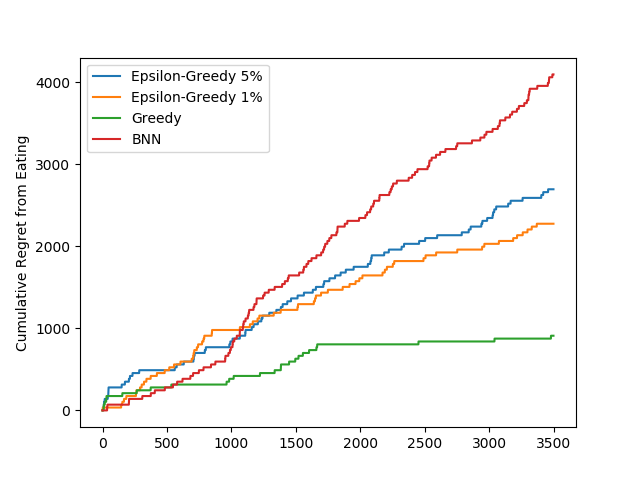 Epsilon-Greedy 5%
Epsilon-Greedy 1%
Greedy
BNN
Cumulative Regret from Eating
4000
3000
2000
1000
0
0 500 1000 1500 2000 2500 3000 3500